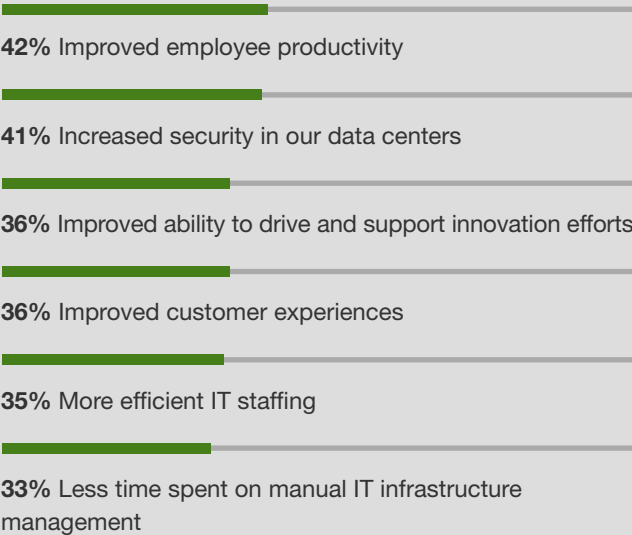 42% Improved employee productivity
41% Increased security in our data centers
36% Improved ability to drive and support innovation efforts
36% Improved customer experiences
35% More efficient IT staffing
33% Less time spent on manual IT infrastructure
management